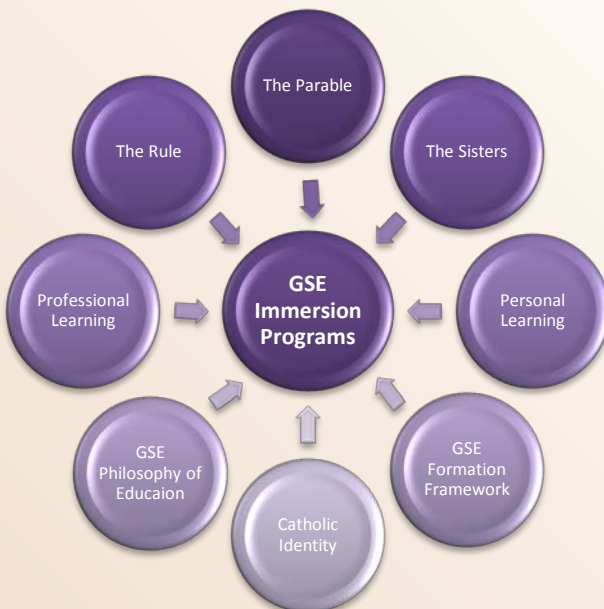 The Parable
The Rule
The Sisters
GSE
Immersion
Programs
Professional
Learning
Personal
Learning
GSE
Philosophy of
Educaion
GSE
Formation
Framework
Catholic
Identity